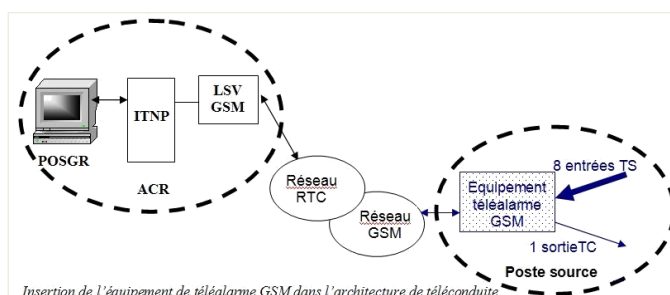 POSGR
ITNP
LSV
GSM
ACR
Réseau
RTC
Réseau
GSM
8 entrées TS
Equipement
téléalarme
GSM
1 sortieTC
Poste source
Insertion de l'équipement de téléalarme GSM dans l'architecture de téléconduite